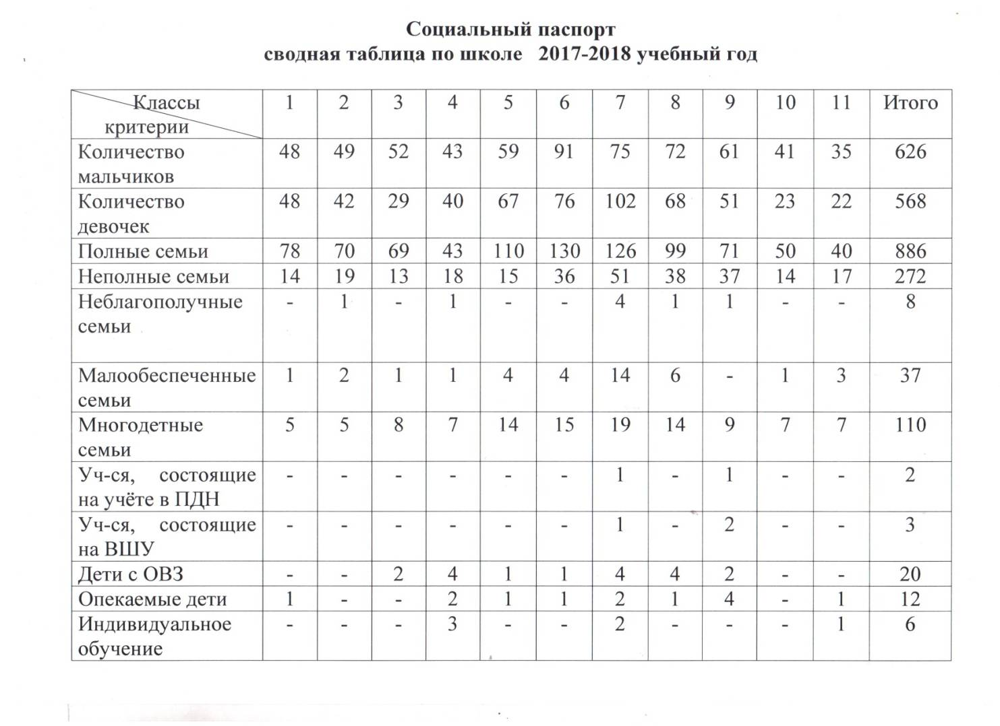 Социальный паспорт
сводная таблица по школе 2017-2018 учебный год
Классы 1 2 3 4 5 6 7 8 9 10 11 Итого
критерии
Количество 48 49 52 43 59 91 75 72 61 41 35 626
мальчиков
Количество 48 42 29 40 67 76 102 68 51 23 22 568
девочек
Полные семьи 78 70 69 43 110 130 126 99 71 50 40 886
Неполные семьи 14 19 13 18 15 36 51 38 37 14 17 272
Неблагополучные - 1 - 1 - - 4 1 1 - - 8
семьи
Малообеспеченные 1 2 1 1 4 4 14 6 - 1 3 37
семьи
Многодетные 5 5 8 7 14 15 19 14 9 7 7 110
семьи
Уч-ся, состоящие - - - - - - 1 - 1 - - 2
на учёте в ПДН
Уч-ся, состоящие - - - - - - 1 - 2 - - 3
на ВШУ
Дети с ОВЗ - - 2 4 1 1 4 4 2 - - 20
Опекаемые дети 1 - - 2 1 1 2 1 4 - 1 12
Индивидуальное - - - 3 - - 2 - - - 1 6
обучение